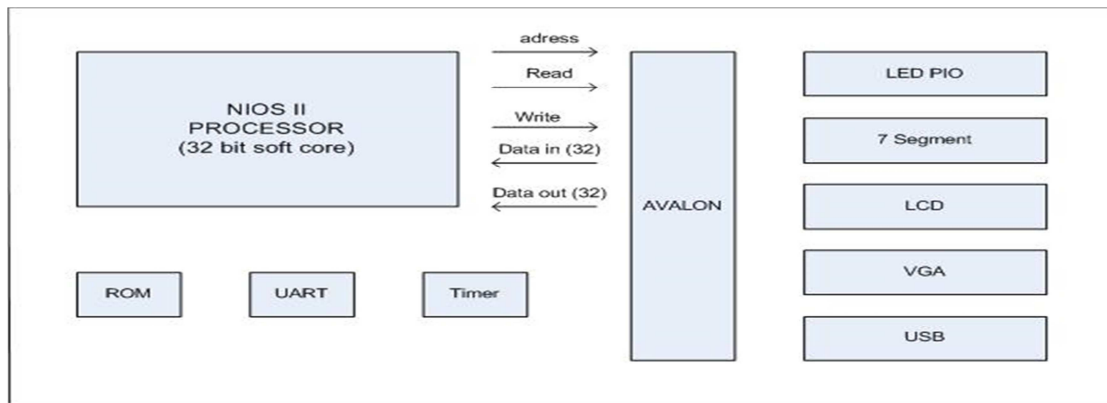 NIOS II
PROCESSOR
(32 bit soft core)
adress
Read
Write
Data in (32)
Data out (32)
AVALON
LED PIO
7 Segment
LCD
VGA
USB
ROM
UART
Timer